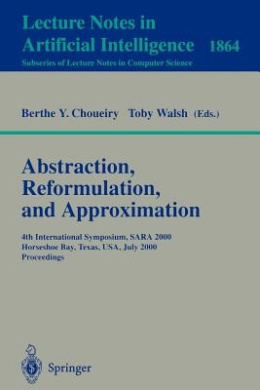 Lecture Notes in
Artificial Intelligence 1864
Subseries of Lecture Notes in Computer Science
Berthe Y. Choueiry Toby Walsh (Eds.)
Abstraction,
Reformulation,
and Approximation
4th International Symposium, SARA 2000
Horseshoe Bay, Texas, USA, July 2000
Proceedings
Springer